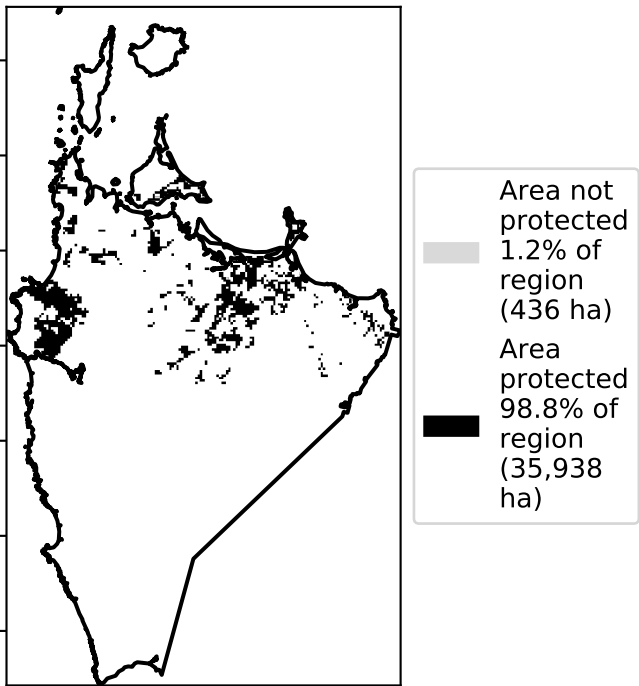 Area not
protected
1.2% of
region
(436 ha)
Area
protected
98.8% of
region
(35,938
ha)